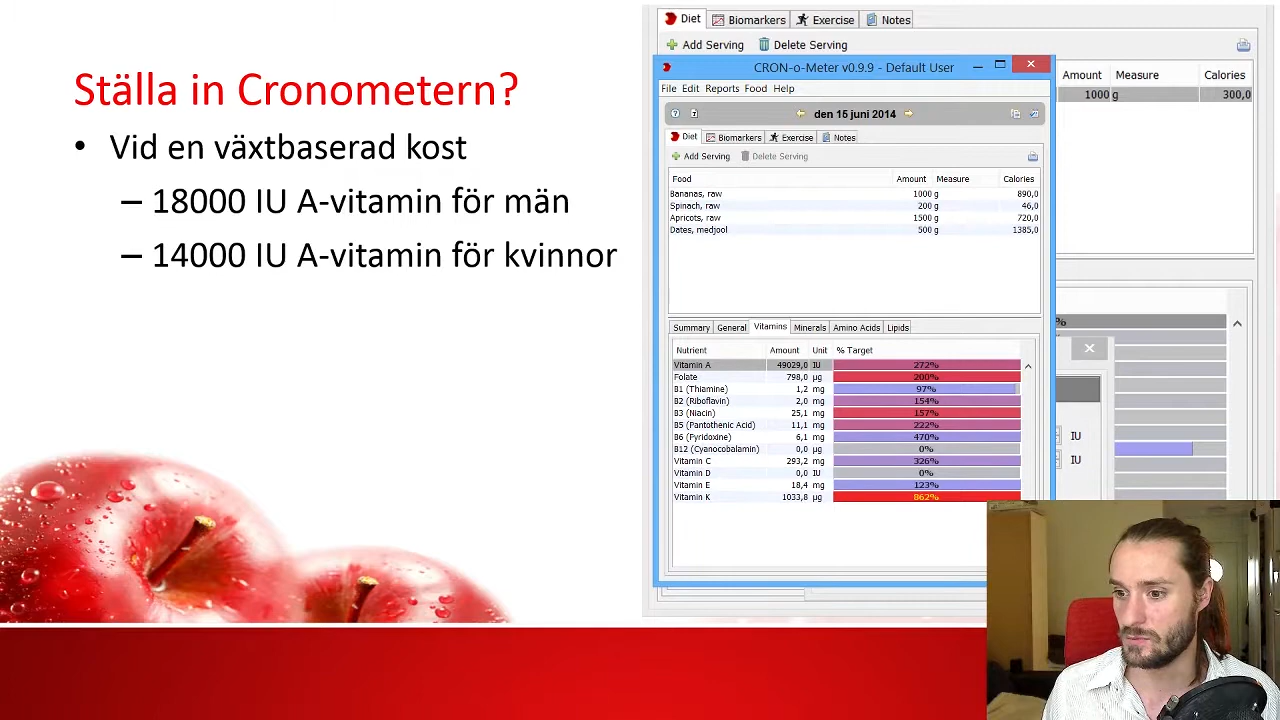 Ställa in Cronometern?
• Vid en växtbaserad kost
– 18000 IU A-vitamin för män
– 14000 IU A-vitamin för kvinnor
Diet Biomarkers Exercise Notes
Add Serving Delete Serving
Amount Measure Calories
1000 g 300,0
CRON-o-Meter v0.9.9 - Default User
File Edit Reports Food Help
den 15 juni 2014
Diet Biomarkers Exercise Notes
Add Serving Delete Serving
Food Amount Measure Calories
Bananas, raw 1000 g 890,0
Spinach, raw 200 g 46,0
Apricots, raw 1500 g 720,0
Dates, medjool 500 g 1385,0
Summary General Vitamins Minerals Amino Acids Lipids
Nutrient Amount Unit % Target
Vitamin A 49029,0 IU 272%
Folate 798,0 µg 200%
B1 (Thiamine) 1,2 mg 97%
B2 (Riboflavin) 2,0 mg 154%
B3 (Niacin) 25,1 mg 157%
B5 (Pantothenic Acid) 11,1 mg 222%
B6 (Pyridoxine) 6,1 mg 470%
B12 (Cyanocobalamin) 0,0 µg 0%
Vitamin C 293,2 mg 326%
Vitamin D 0,0 IU 0%
Vitamin E 18,4 mg 123%
Vitamin K 1033,8 µg 862%
%
IU
IU